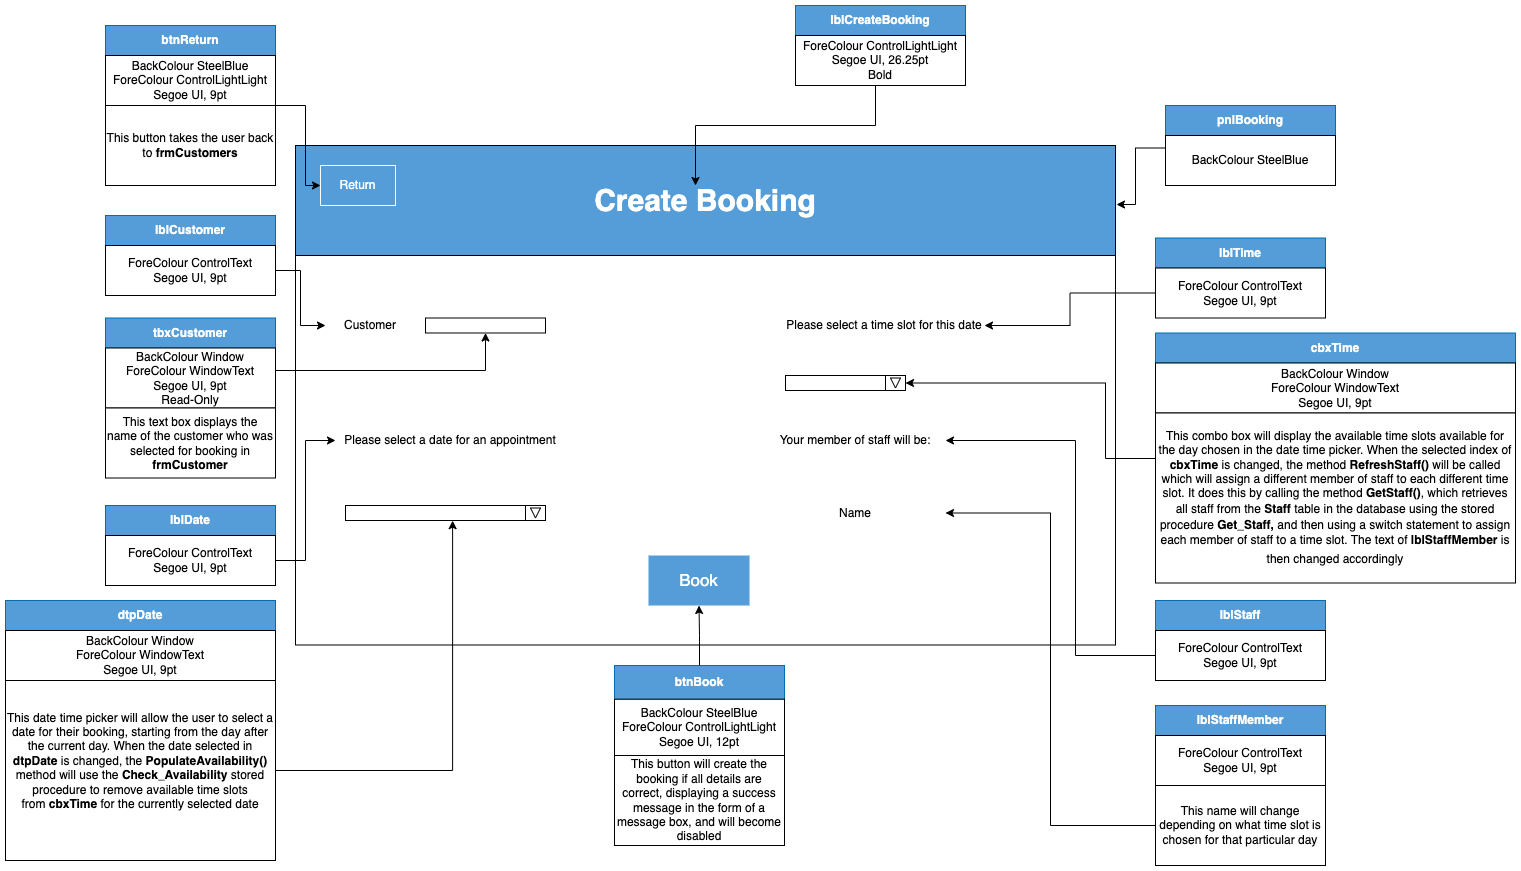 lblCreateBooking
ForeColour ControlLightLight
Segoe UI, 26.25pt
Bold
btnReturn
BackColour SteelBlue
ForeColour ControlLightLight
Segoe UI, 9pt
This button takes the user back
to frmCustomers
pnlBooking
BackColour SteelBlue
Return
Create Booking
lblCustomer
ForeColour ControlText
Segoe UI, 9pt
lblTime
ForeColour ControlText
Segoe UI, 9pt
Customer
Please select a time slot for this date
tbxCustomer
BackColour Window
ForeColour WindowText
Segoe UI, 9pt
Read-Only
This text box displays the
name of the customer who was
selected for booking in
frmCustomer
cbxTime
BackColour Window
ForeColour WindowText
Segoe UI, 9pt
This combo box will display the available time slots available for
the day chosen in the date time picker. When the selected index of
cbxTime is changed, the method RefreshStaff() will be called
which will assign a different member of staff to each different time
slot. It does this by calling the method GetStaff(), which retrieves
all staff from the Staff table in the database using the stored
procedure Get_Staff, and then using a switch statement to assign
each member of staff to a time slot. The text of lblStaffMember is
then changed accordingly
Please select a date for an appointment
Your member of staff will be:
lblDate
ForeColour ControlText
Segoe UI, 9pt
Name
Book
dtpDate
BackColour Window
ForeColour WindowText
Segoe UI, 9pt
This date time picker will allow the user to select a
date for their booking, starting from the day after
the current day. When the date selected in
dtpDate is changed, the PopulateAvailability()
method will use the Check_Availability stored
procedure to remove available time slots
from cbxTime for the currently selected date
btnBook
BackColour SteelBlue
ForeColour ControlLightLight
Segoe UI, 12pt
This button will create the
booking if all details are
correct, displaying a success
message in the form of a
message box, and will become
disabled
lblStaff
ForeColour ControlText
Segoe UI, 9pt
lblStaffMember
ForeColour ControlText
Segoe UI, 9pt
This name will change
depending on what time slot is
chosen for that particular day